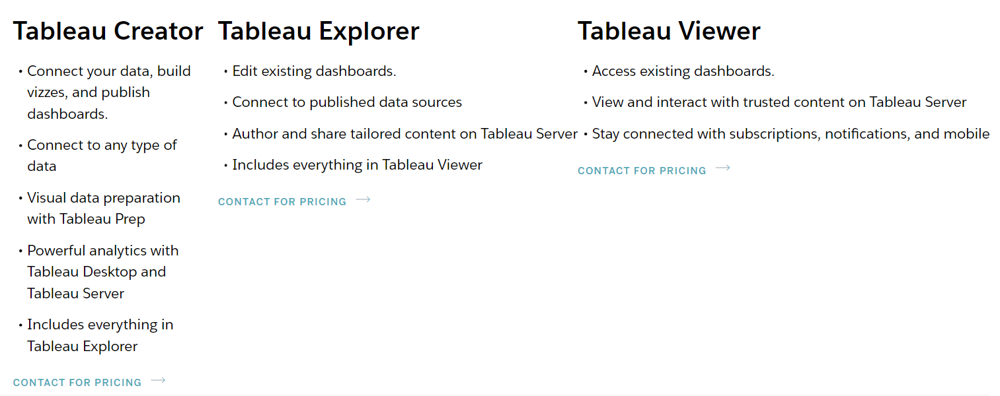 Tableau Creator
• Connect your data, build
vizzes, and publish
dashboards.
• Connect to any type of
data
• Visual data preparation
with Tableau Prep
• Powerful analytics with
Tableau Desktop and
Tableau Server
• Includes everything in
Tableau Explorer
CONTACT FOR PRICING →
Tableau Explorer
• Edit existing dashboards.
• Connect to published data sources
• Author and share tailored content on Tableau Server
• Includes everything in Tableau Viewer
CONTACT FOR PRICING →
Tableau Viewer
• Access existing dashboards.
• View and interact with trusted content on Tableau Server
• Stay connected with subscriptions, notifications, and mobile
CONTACT FOR PRICING →